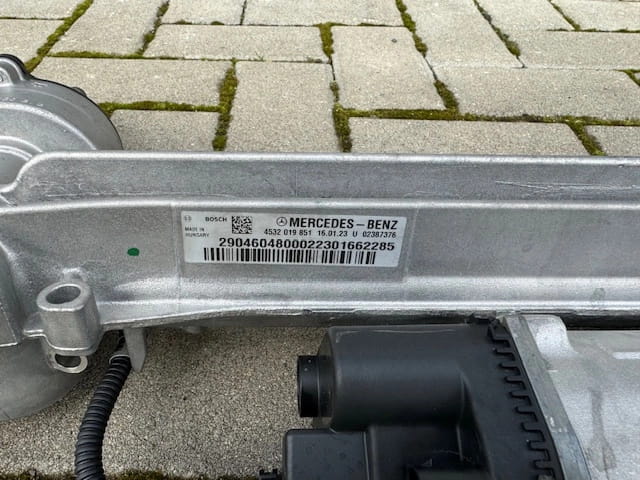 BOSCH MERCEDES-BENZ
MADE IN
HUNGARY
4532 019 851 16.01.23 U 02387376
2904604800022301662285